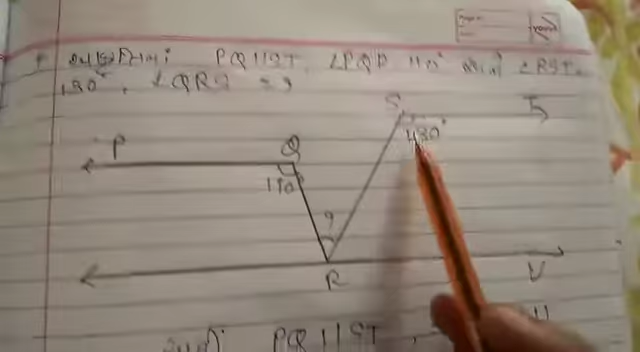 આકૃતિમાં PQ||ST, ∠PQR 110° અને ∠RST =
130°, ∠QRS = ?
S
T
130°
P
Q
110°
?
R
U
PQ||ST,